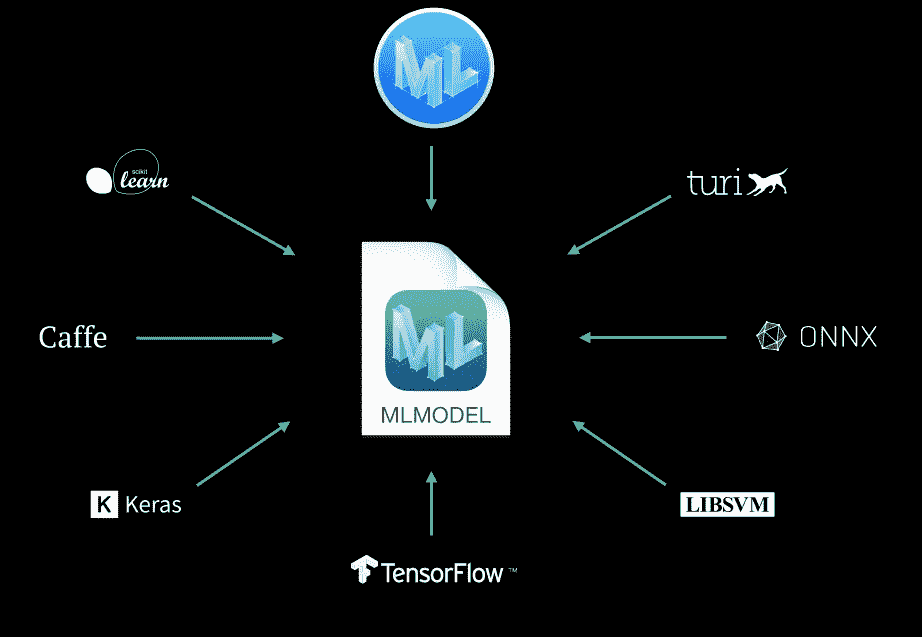 ML
scikit
learn
turi
Caffe
ML
MLMODEL
ONNX
K Keras
LIBSVM
TensorFlow™